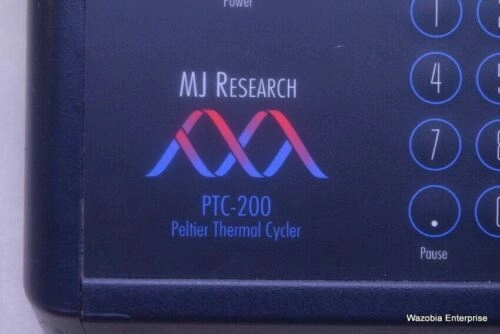 Power
1
MJ RESEARCH
4
7
PTC-200
Peltier Thermal Cycler
.
Pause
Wazobia Enterprise